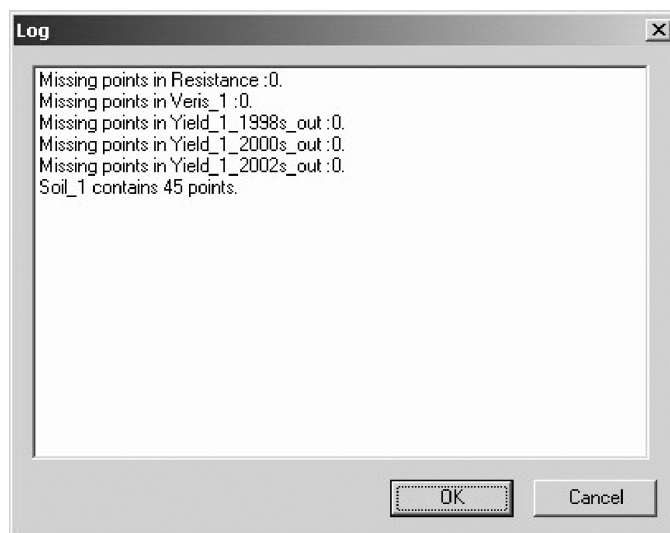 Log
Missing points in Resistance :0.
Missing points in Veris_1 :0.
Missing points in Yield_1_1998s_out :0.
Missing points in Yield_1_2000s_out :0.
Missing points in Yield_1_2002s_out :0.
Soil_1 contains 45 points.
OK Cancel